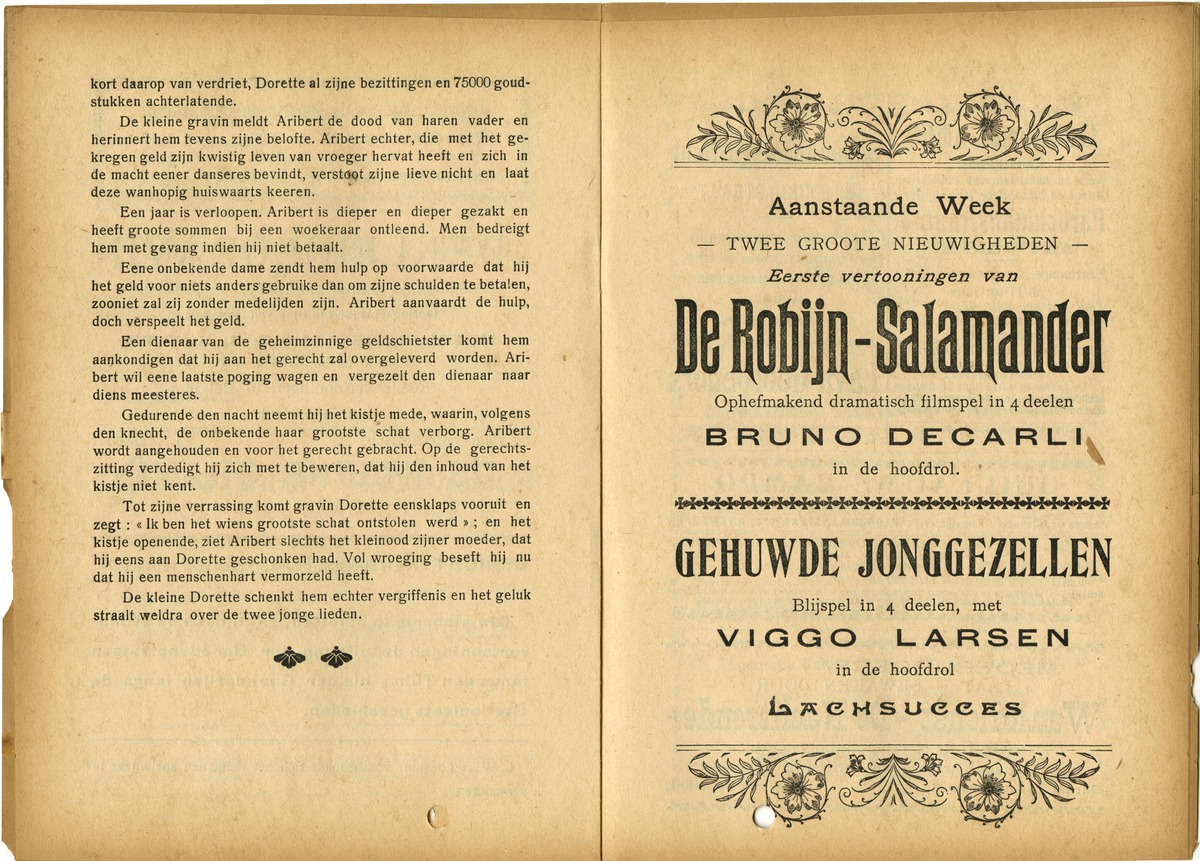 kort daarop van verdriet, Dorette al zijne bezittingen en 75000 goud-
stukken achterlatende.
De kleine gravin meldt Aribert de dood van haren vader en
herinnert hem tevens zijne belofte. Aribert echter, die met het ge-
kregen geld zijn kwistig leven van vroeger hervat heeft en zich in
de macht eener danseres bevindt, verstoot zijne lieve nicht en laat
deze wanhopig huiswaarts keeren.
Een jaar is verloopen. Aribert is dieper en dieper gezakt en
heeft groote sommen bij een woekeraar ontleend. Men bedreigt
hem met gevang indien hij niet betaalt.
Eene onbekende dame zendt hem hulp op voorwaarde dat hij
het geld voor niets anders gebruike dan om zijne schulden te betalen,
zooniet zal zij zonder medelijden zijn. Aribert aanvaardt de hulp,
doch verspeelt het geld.
Een dienaar van de geheimzinnige geldschietster komt hem
aankondigen dat hij aan het gerecht zal overgeleverd worden. Ari-
bert wil eene laatste poging wagen en vergezelt den dienaar naar
diens meesteres.
Gedurende den nacht neemt hij het kistje mede, waarin, volgens
den knecht, de onbekende haar grootste schat verborg. Aribert
wordt aangehouden en voor het gerecht gebracht. Op de gerechts-
zitting verdedigt hij zich met te beweren, dat hij den inhoud van het
kistje niet kent.
Tot zijne verrassing komt gravin Dorette eensklaps vooruit en
zegt : « Ik ben het wiens grootste schat ontstolen werd » ; en het
kistje openende, ziet Aribert slechts het kleinood zijner moeder, dat
hij eens aan Dorette geschonken had. Vol wroeging beseft hij nu
dat hij een menschenhart vermorzeld heeft.
De kleine Dorette schenkt hem echter vergiffenis en het geluk
straalt weldra over de twee jonge lieden.
Aanstaande Week
— TWEE GROOTE NIEUWIGHEDEN —
Eerste vertooningen van
De Robijn-Salamander
Ophefmakend dramatisch filmspel in 4 deelen
BRUNO DECARLI
in de hoofdrol.
GEHUWDE JONGGEZELLEN
Blijspel in 4 deelen, met
VIGGO LARSEN
in de hoofdrol
LACHSUCCES